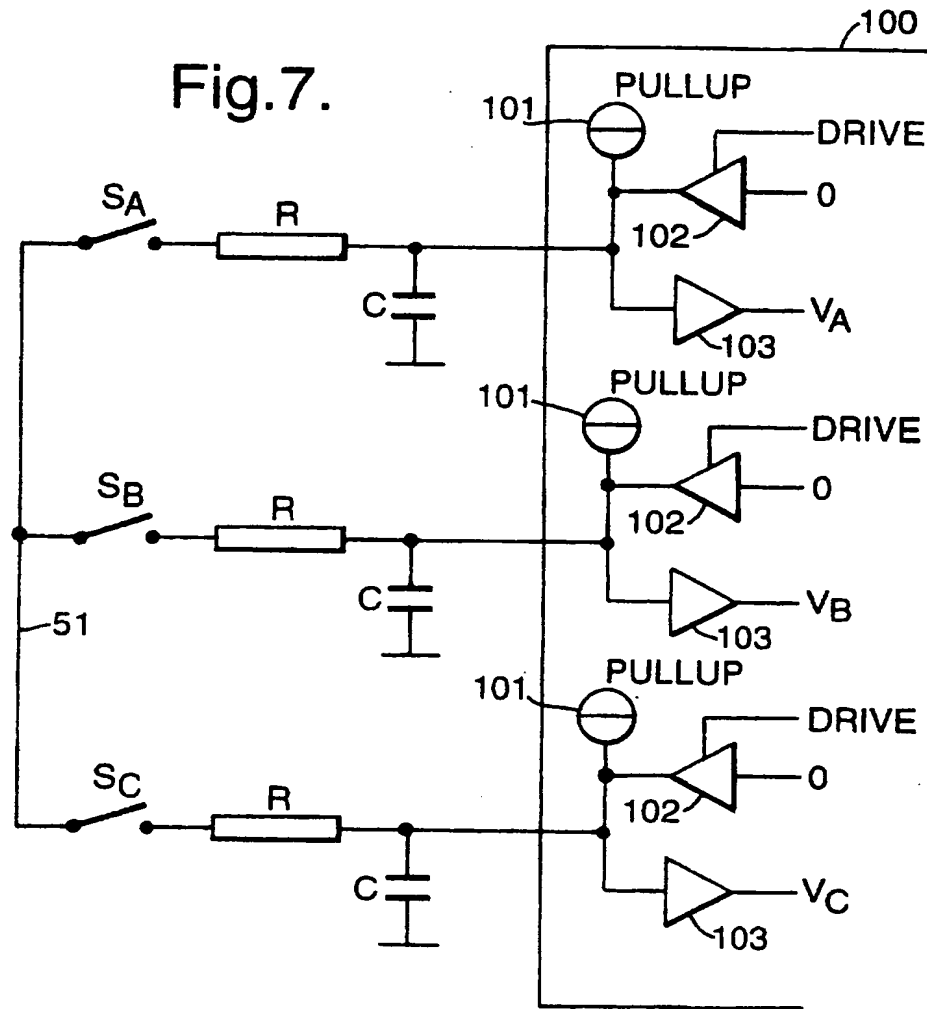 Fig.7.
100
PULLUP
101
DRIVE
0
102
SA
R
C
VA
103
PULLUP
101
DRIVE
0
102
SB
R
C
VB
103
51
PULLUP
101
DRIVE
0
102
SC
R
C
VC
103